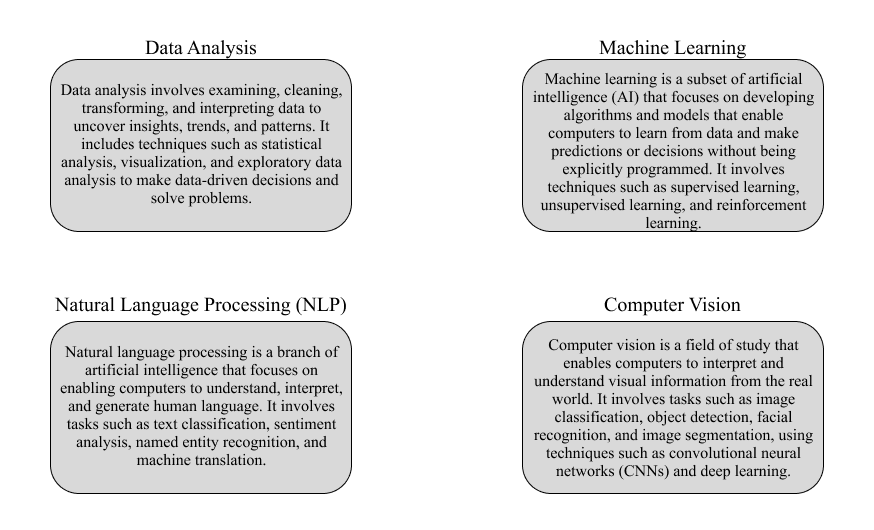 Data Analysis
Data analysis involves examining, cleaning,
transforming, and interpreting data to
uncover insights, trends, and patterns. It
includes techniques such as statistical
analysis, visualization, and exploratory data
analysis to make data-driven decisions and
solve problems.
Machine Learning
Machine learning is a subset of artificial
intelligence (AI) that focuses on developing
algorithms and models that enable
computers to learn from data and make
predictions or decisions without being
explicitly programmed. It involves
techniques such as supervised learning,
unsupervised learning, and reinforcement
learning.
Natural Language Processing (NLP)
Natural language processing is a branch of
artificial intelligence that focuses on
enabling computers to understand, interpret,
and generate human language. It involves
tasks such as text classification, sentiment
analysis, named entity recognition, and
machine translation.
Computer Vision
Computer vision is a field of study that
enables computers to interpret and
understand visual information from the real
world. It involves tasks such as image
classification, object detection, facial
recognition, and image segmentation, using
techniques such as convolutional neural
networks (CNNs) and deep learning.